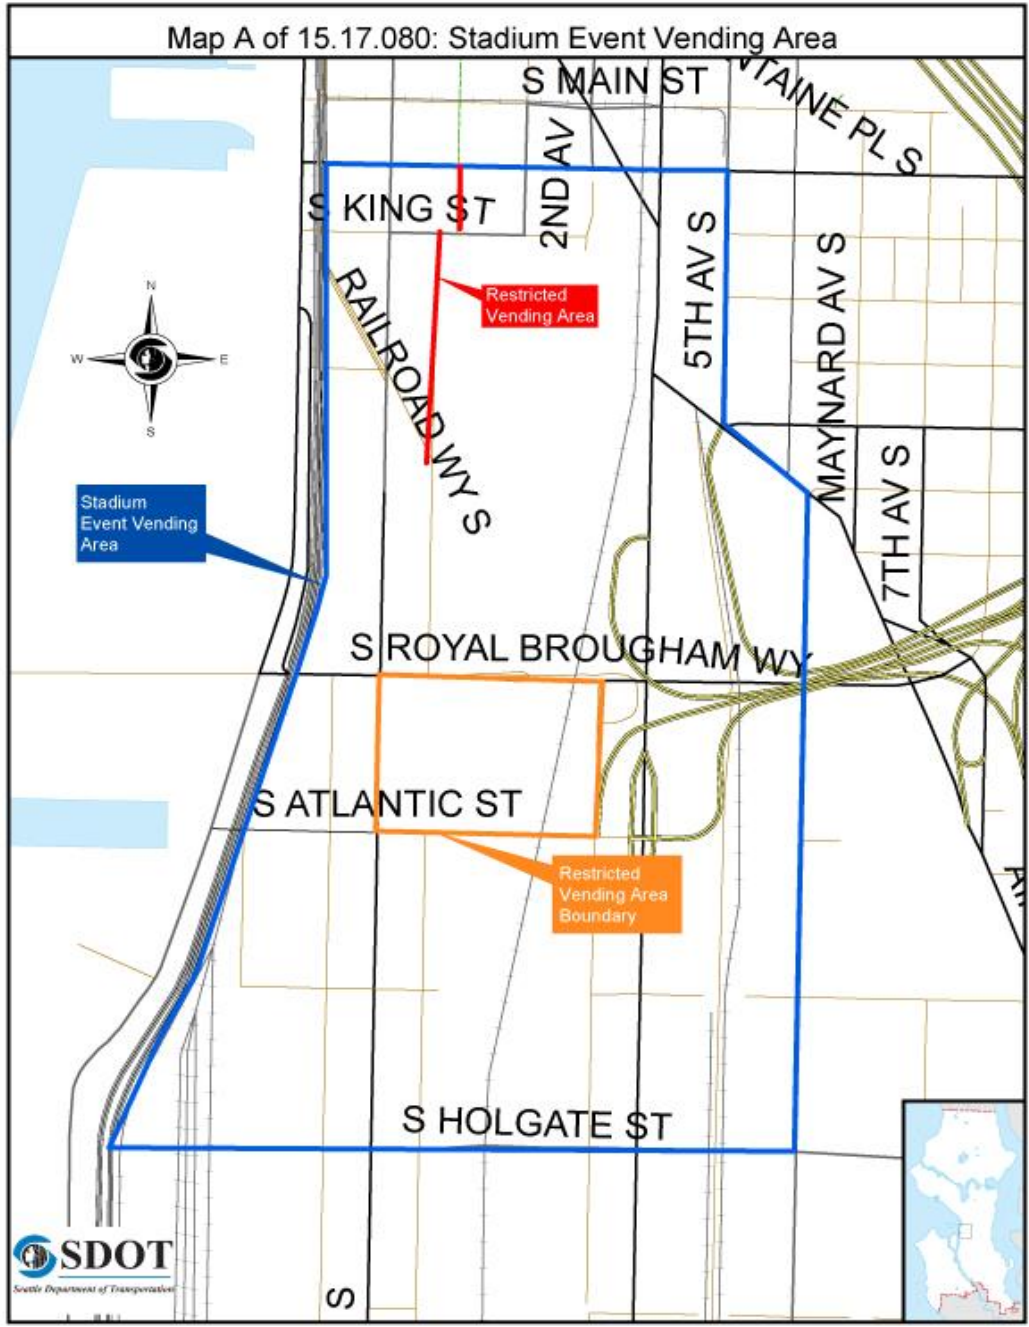 Map A of 15.17.080: Stadium Event Vending Area
S MAIN ST
NTAINE PL S
2ND AV
S KING ST
5TH AV S
MAYNARD AV S
RAILROAD WY S
Restricted
Vending Area
N
W
E
S
7TH AV S
Stadium
Event Vending
Area
S ROYAL BROUGHAM WY
S ATLANTIC ST
Restricted
Vending Area
Boundary
S HOLGATE ST
SDOT
Seattle Department of Transportation
S